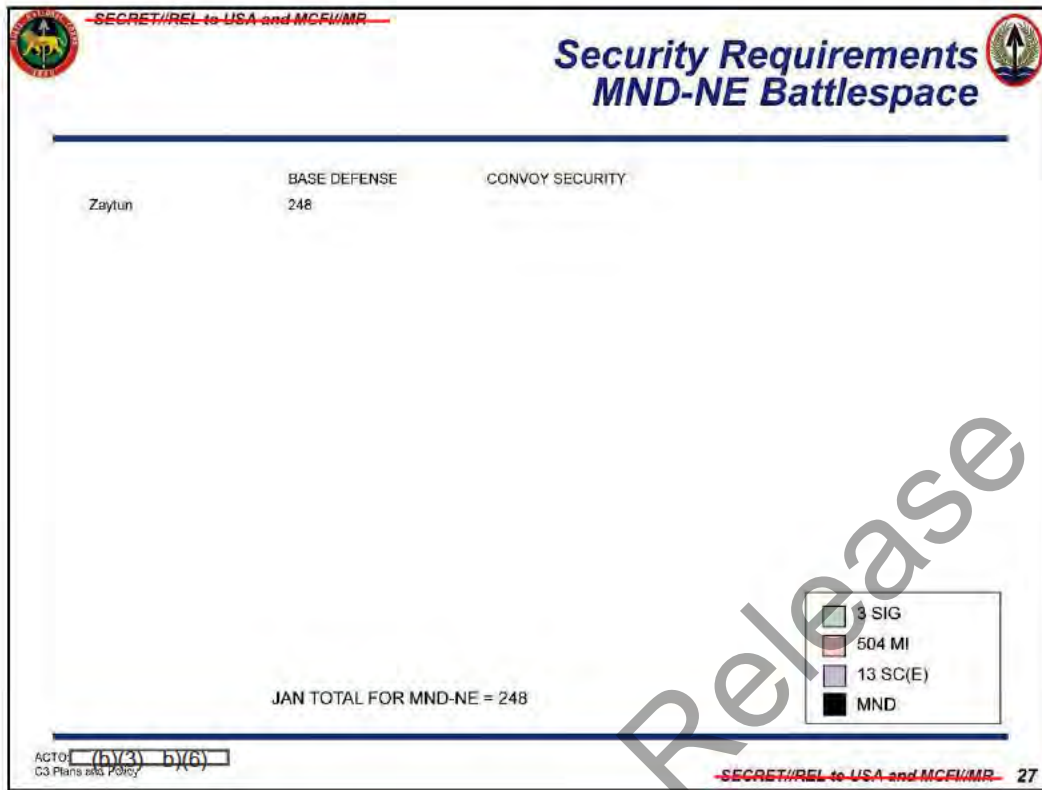 SECRET//REL to USA and MCFI//MR
Security Requirements
MND-NE Battlespace
BASE DEFENSE CONVOY SECURITY
Zaytun 248
3 SIG
504 MI
13 SC(E)
MND
JAN TOTAL FOR MND-NE = 248
Release
ACTO: (b)(3) b)(6)
C3 Plans and Policy
SECRET//REL to USA and MCFI//MR 27